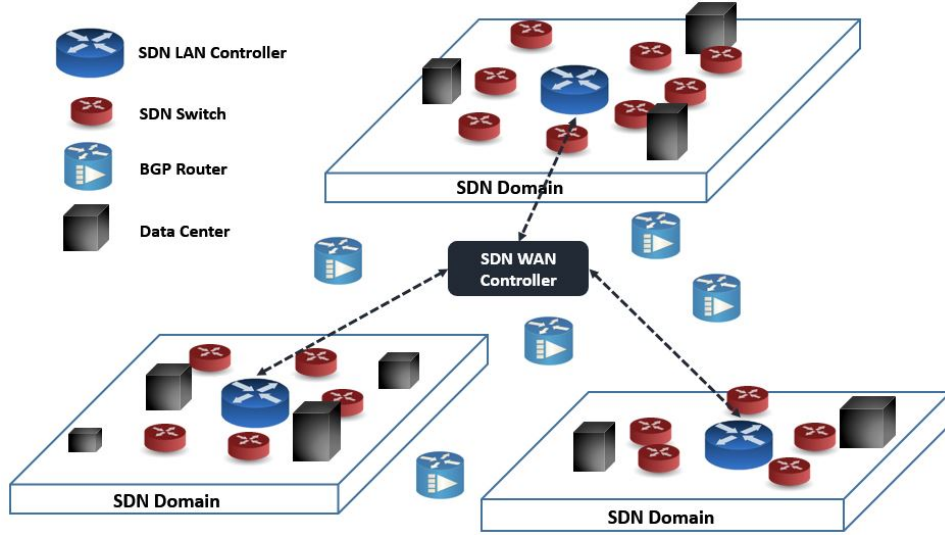 SDN LAN Controller
SDN Switch
BGP Router
Data Center
SDN Domain
SDN WAN
Controller
SDN Domain
SDN Domain